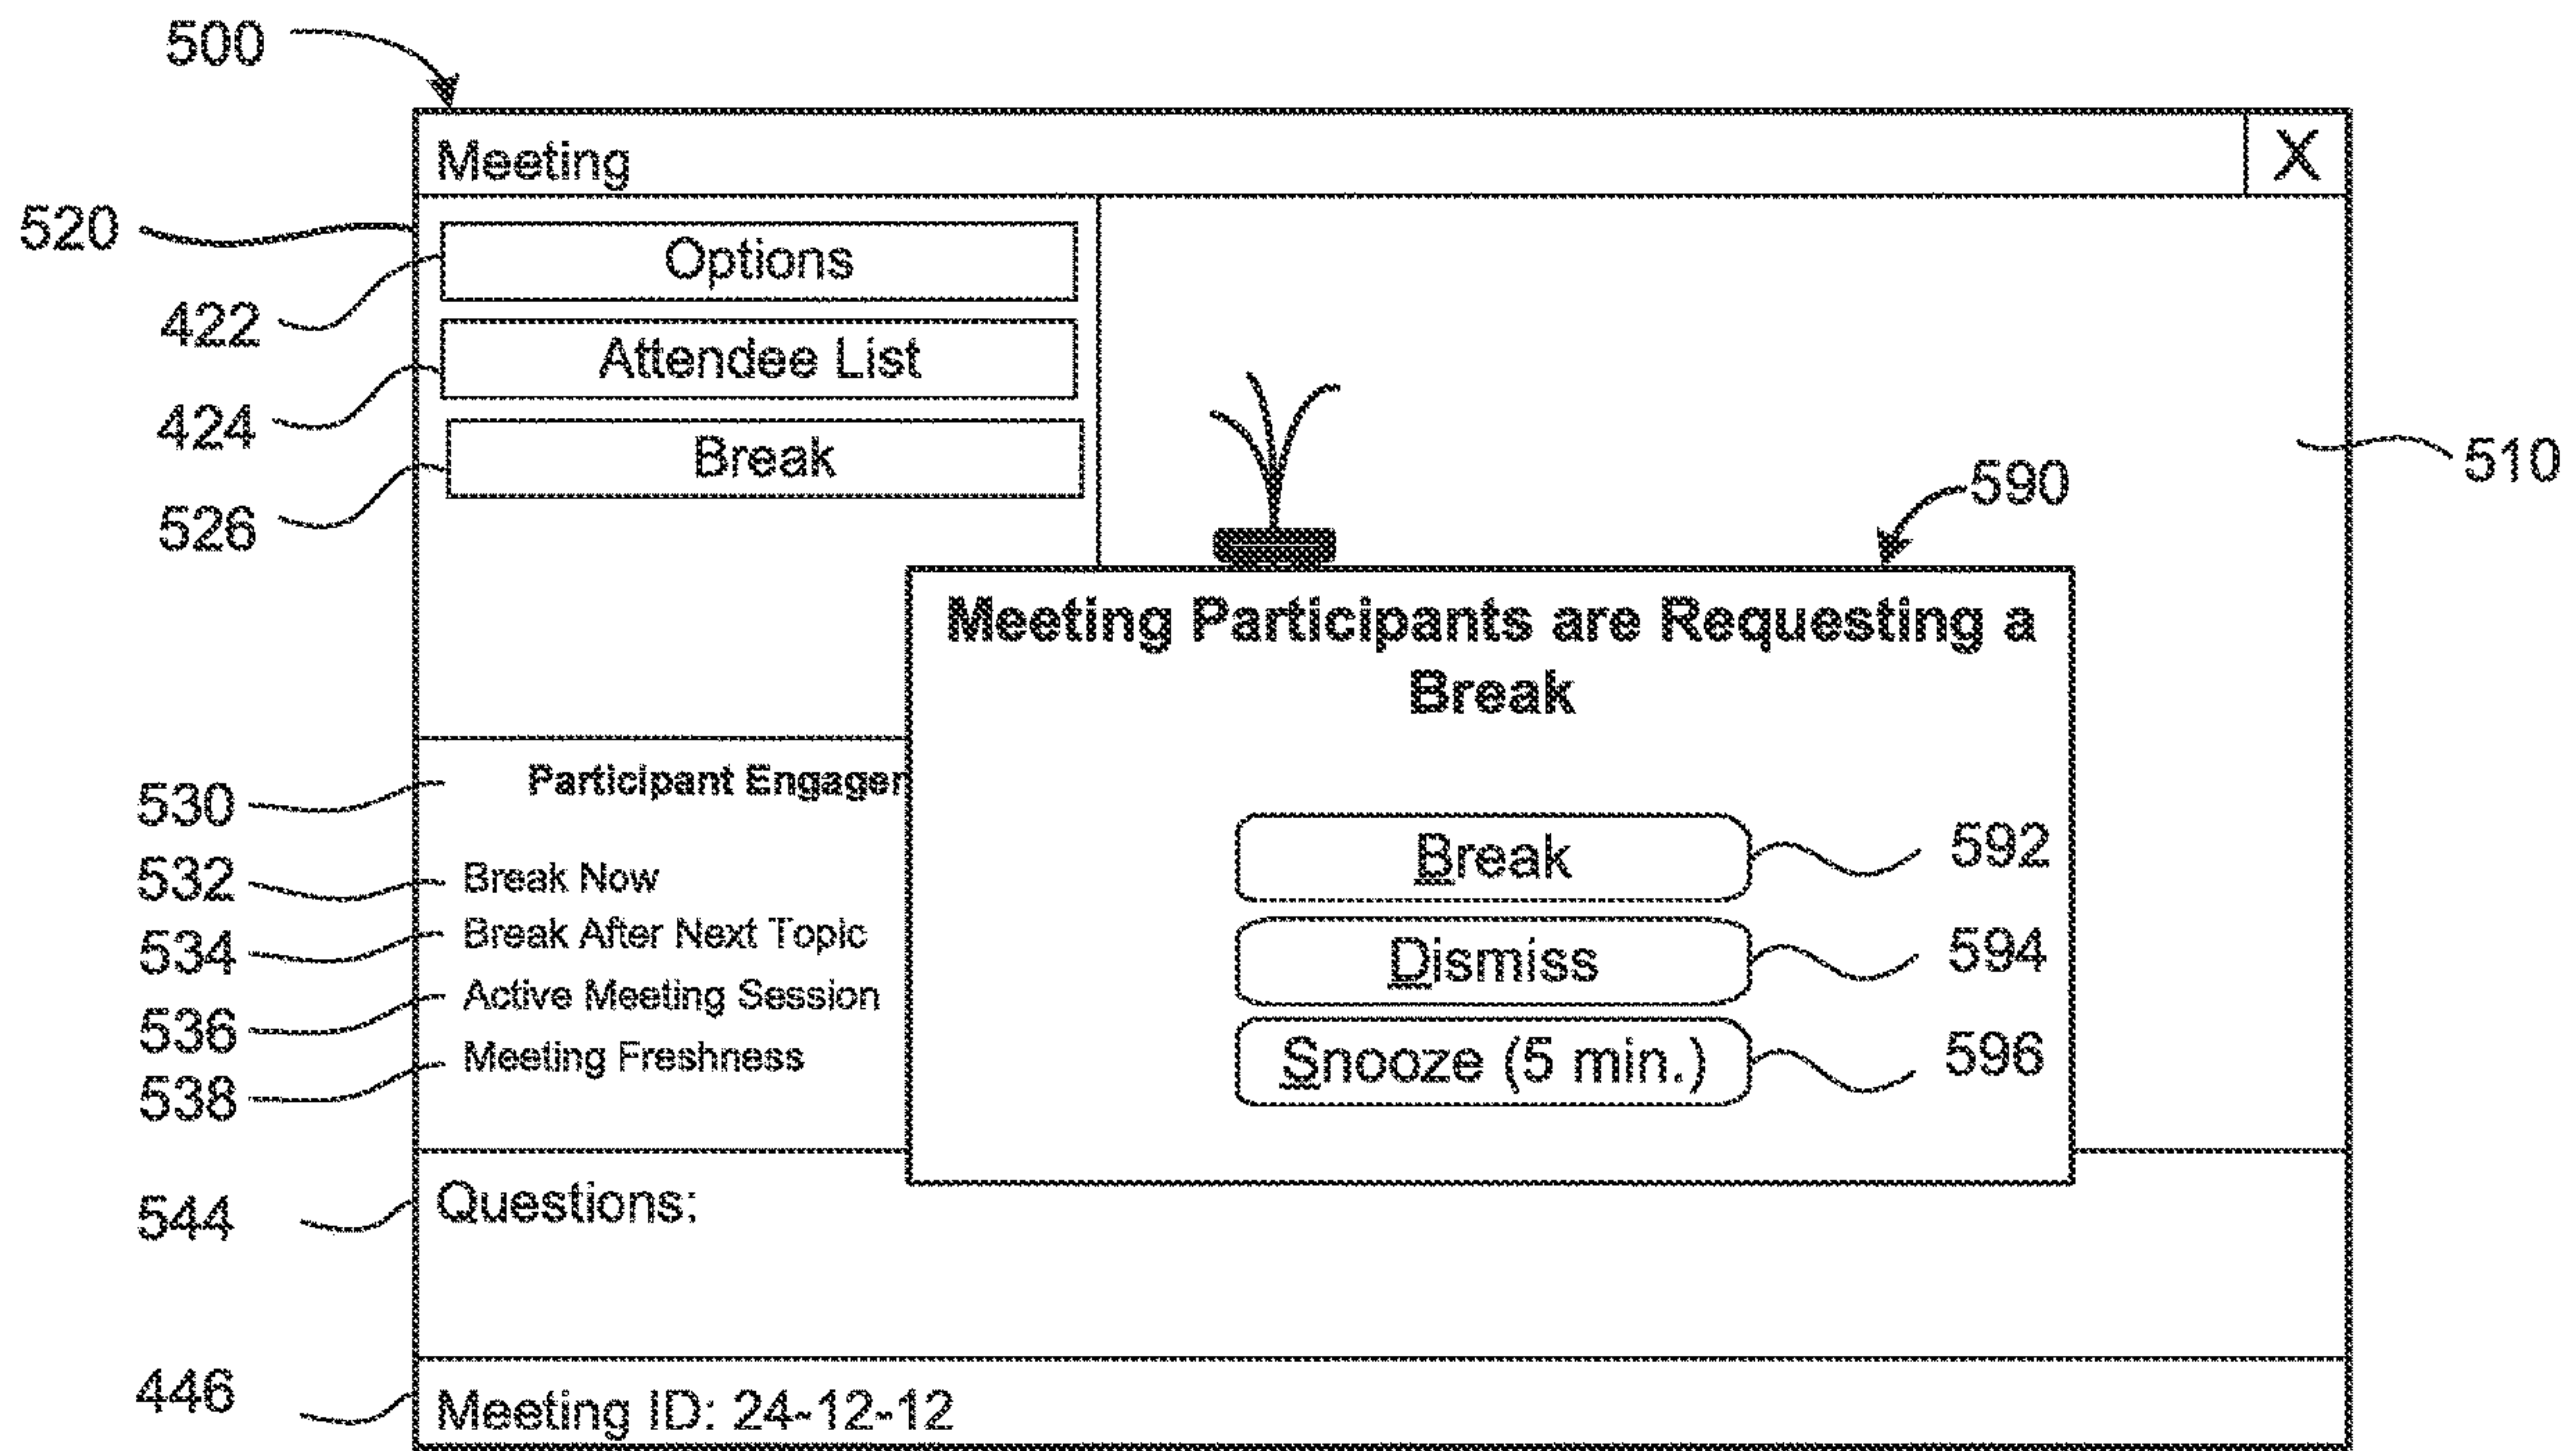 500
Meeting X
520
Options
422
Attendee List
424
Break
526
510
590
Meeting Participants are Requesting a
Break
530
Participant Engager
532
Break Now
534
Break After Next Topic
536
Active Meeting Session
538
Meeting Freshness
Break 592
Dismiss 594
Snooze (5 min.) 596
544
Questions:
446
Meeting ID: 24-12-12